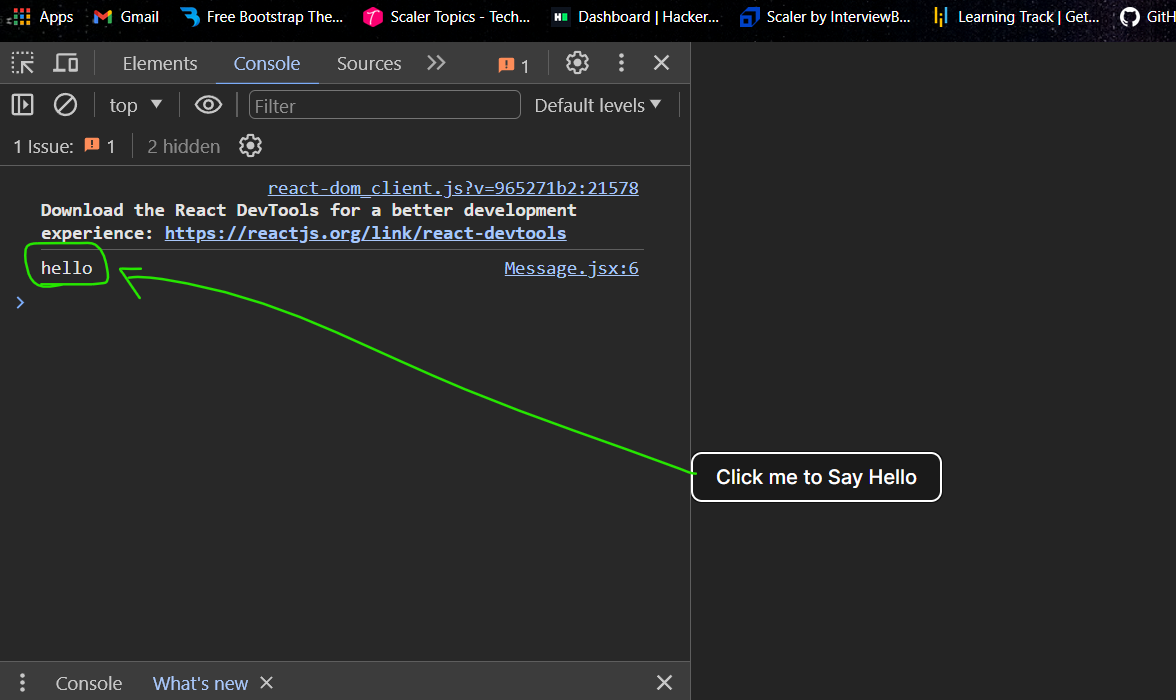 Apps Gmail Free Bootstrap The... Scaler Topics - Tech... Dashboard | Hacker... Scaler by InterviewB... Learning Track | Get... GitH
Elements Console Sources 1
top Filter Default levels
1 Issue: 1 2 hidden
react-dom_client.js?v=965271b2:21578
Download the React DevTools for a better development
experience: https://reactjs.org/link/react-devtools
hello Message.jsx:6
Click me to Say Hello
Console What's new